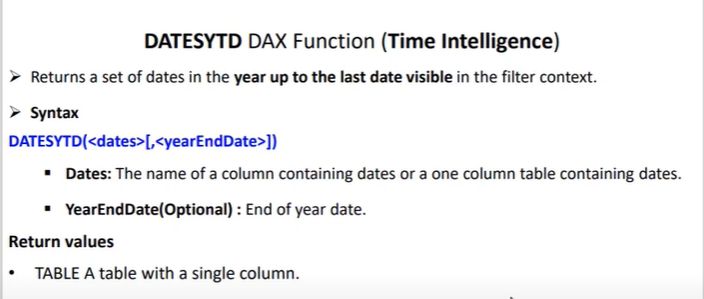 DATESYTD DAX Function (Time Intelligence)
➢ Returns a set of dates in the year up to the last date visible in the filter context.
➢ Syntax
DATESYTD(<dates>[,<yearEndDate>])
▪ Dates: The name of a column containing dates or a one column table containing dates.
▪ YearEndDate(Optional) : End of year date.
Return values
• TABLE A table with a single column.